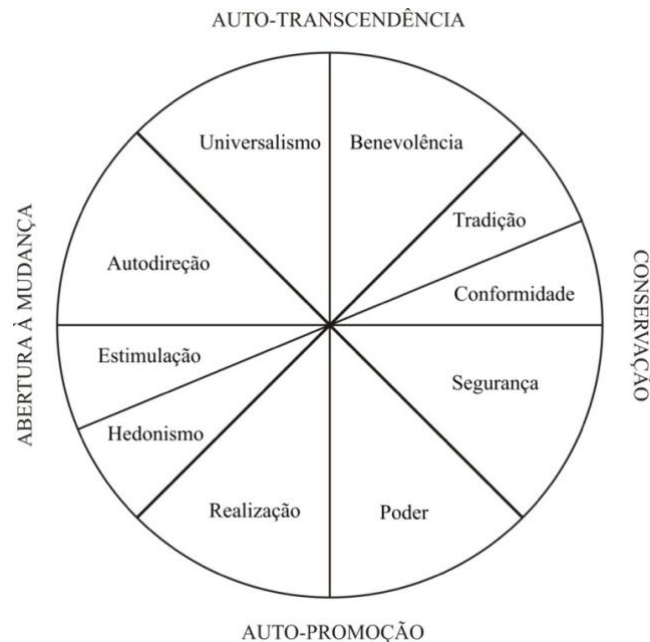 AUTO-TRANSCENDÊNCIA
Universalismo
Benevolência
Tradição
Autodireção
Conformidade
ABERTURA À MUDANÇA
CONSERVAÇÃO
Estimulação
Segurança
Hedonismo
Realização
Poder
AUTO-PROMOÇÃO